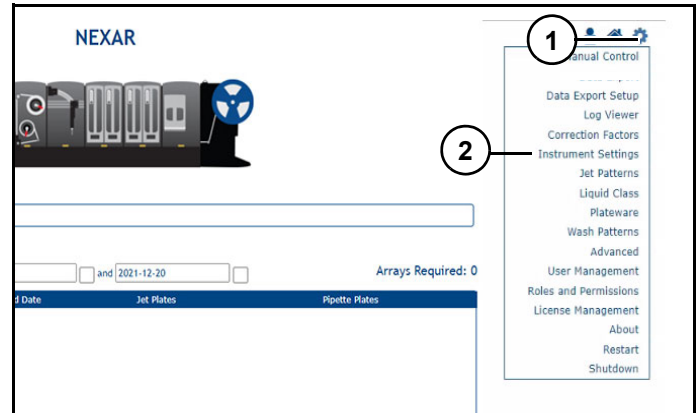 NEXAR
1
Manual Control
Data Export Setup
Log Viewer
Correction Factors
2
Instrument Settings
Jet Patterns
Liquid Class
Plateware
Wash Patterns
Advanced
User Management
Roles and Permissions
License Management
About
Restart
Shutdown
and 2021-12-20
Arrays Required: 0
d Date Jet Plates Pipette Plates